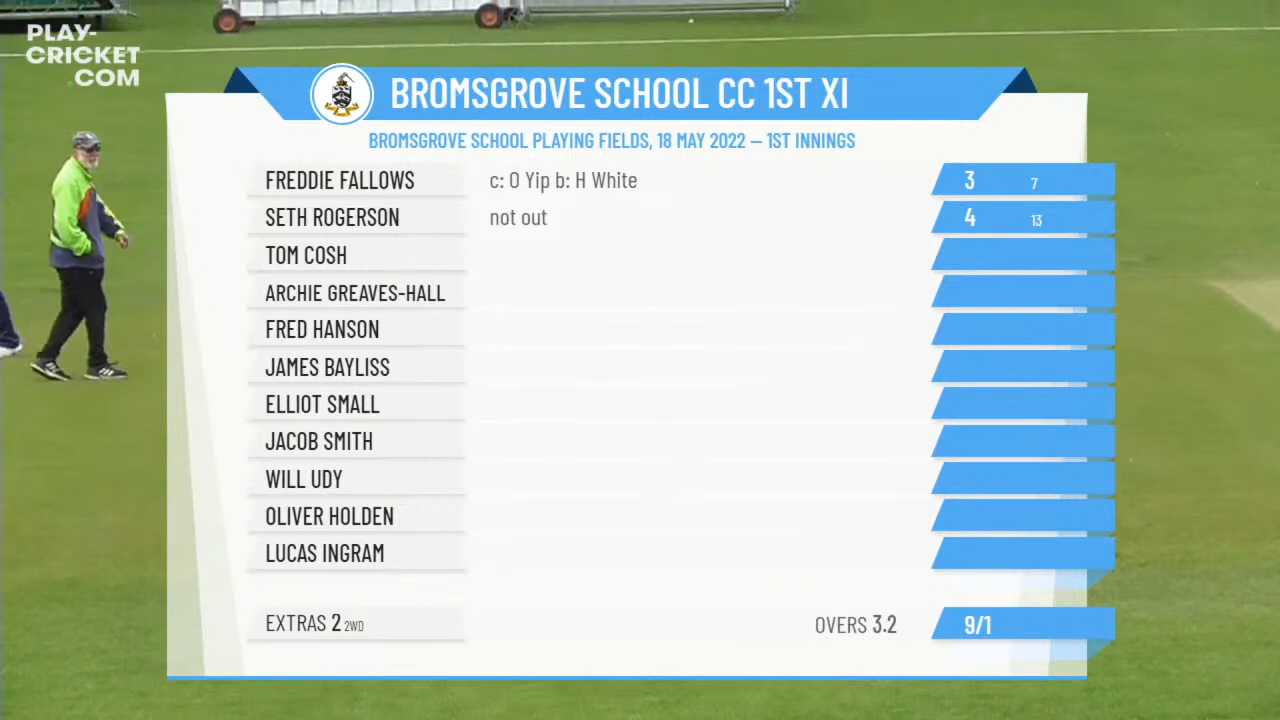 PLAY-
CRICKET
.COM
BROMSGROVE SCHOOL CC 1ST XI
BROMSGROVE SCHOOL PLAYING FIELDS, 18 MAY 2022 – 1ST INNINGS
FREDDIE FALLOWS c: O Yip b: H White 3 7
SETH ROGERSON not out 4 13
TOM COSH
ARCHIE GREAVES-HALL
FRED HANSON
JAMES BAYLISS
ELLIOT SMALL
JACOB SMITH
WILL UDY
OLIVER HOLDEN
LUCAS INGRAM
EXTRAS 2 2WD OVERS 3.2 9/1